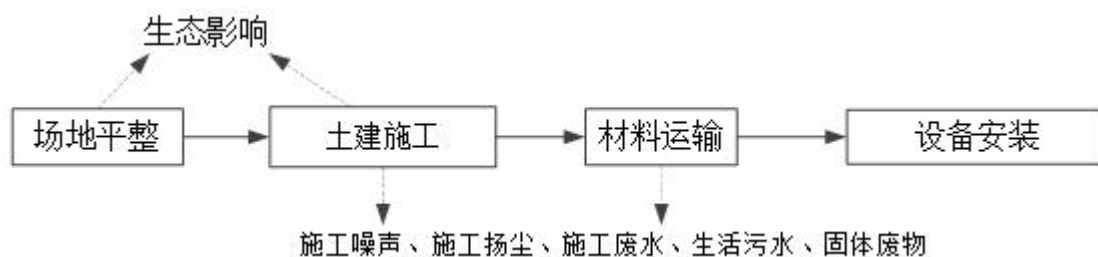 生态影响
场地平整
土建施工
材料运输
设备安装
施工噪声、施工扬尘、施工废水、生活污水、固体废物